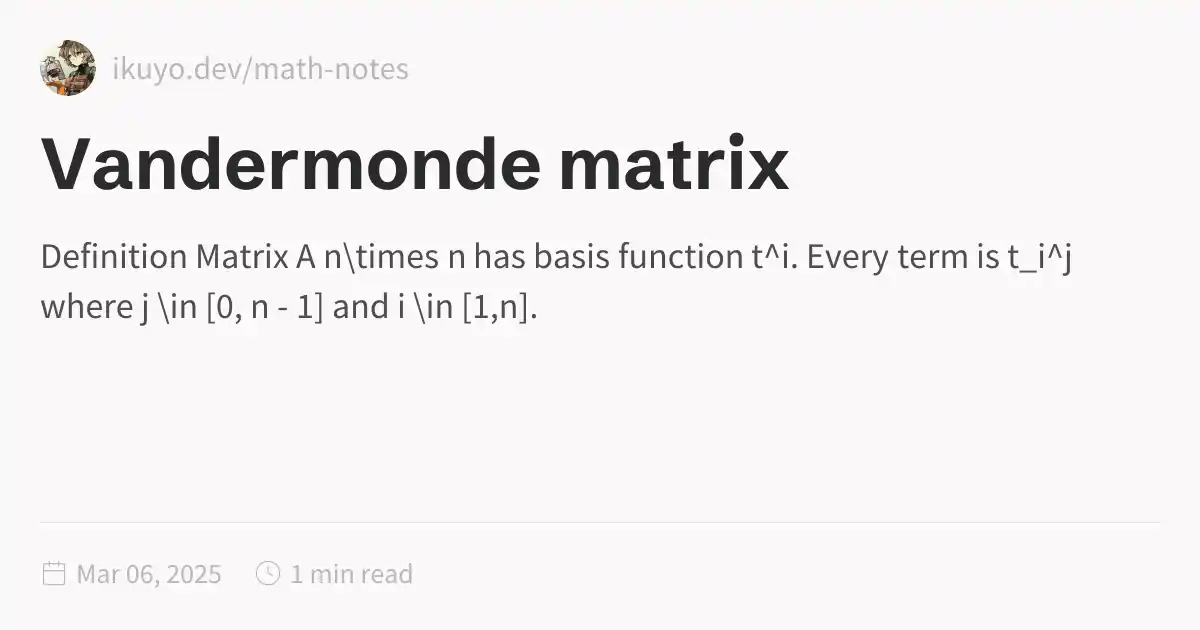 ikuyo.dev/math-notes
Vandermonde matrix
Definition Matrix A n\times n has basis function t^i. Every term is t_i^j
where j \in [0, n - 1] and i \in [1,n].
Mar 06, 2025 1 min read